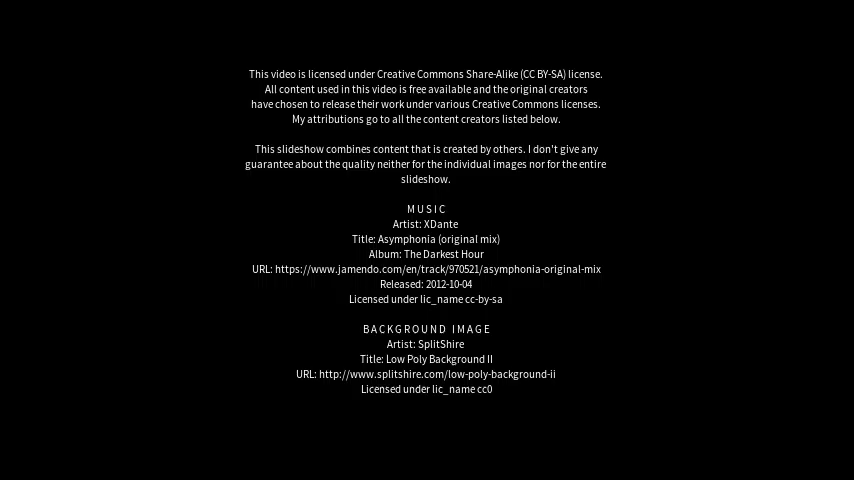 This video is licensed under Creative Commons Share-Alike (CC BY-SA) license.
All content used in this video is free available and the original creators
have chosen to release their work under various Creative Commons licenses.
My attributions go to all the content creators listed below.
This slideshow combines content that is created by others. I don't give any
guarantee about the quality neither for the individual images nor for the entire
slideshow.
MUSIC
Artist: XDante
Title: Asymphonia (original mix)
Album: The Darkest Hour
URL: https://www.jamendo.com/en/track/970521/asymphonia-original-mix
Released: 2012-10-04
Licensed under lic_name cc-by-sa
BACKGROUND IMAGE
Artist: SplitShire
Title: Low Poly Background II
URL: http://www.splitshire.com/low-poly-background-ii
Licensed under lic_name cc0